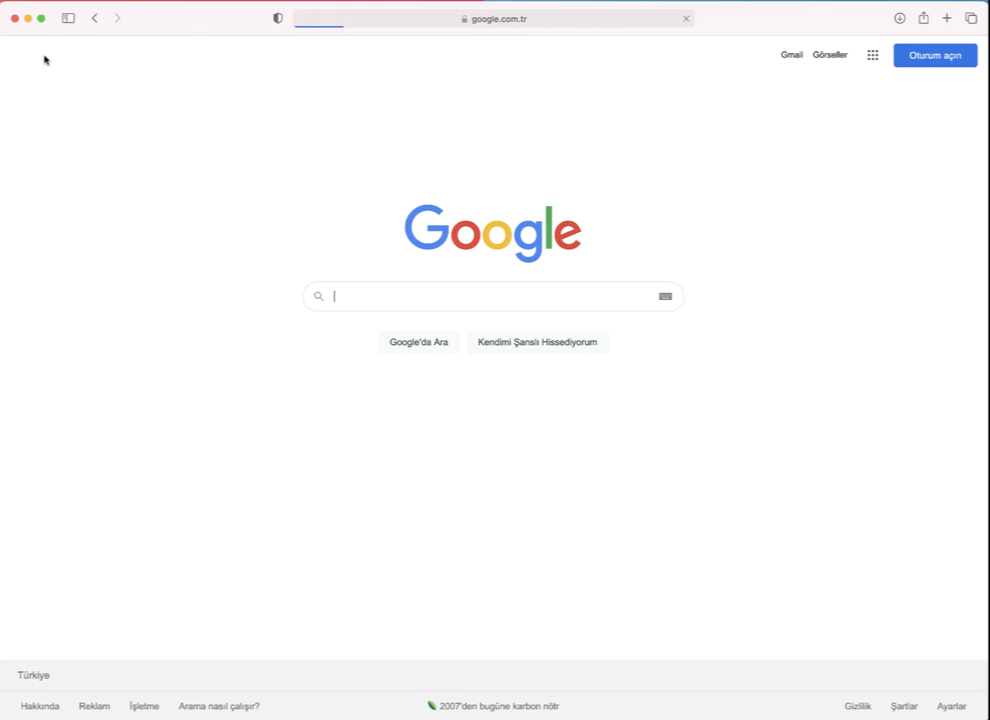 google.com.tr
Gmail Görseller Oturum açın
Google
Google'da Ara Kendimi Şanslı Hissediyorum
Türkiye
Hakkında Reklam İşletme Arama nasıl çalışır? 2007'den bugüne karbon nötr Gizlilik Şartlar Ayarlar